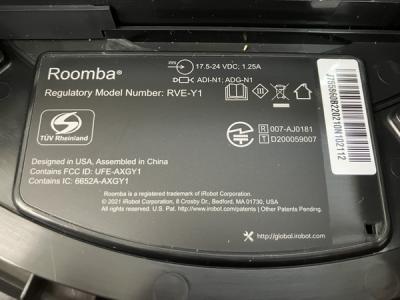 17.5-24 VDC; 1.25A
Roomba®
ADI-N1; ADG-N1
Regulatory Model Number: RVE-Y1
TÜV Rheinland
R 007-AJ0181
T D200059007
Designed in USA, Assembled in China
Contains FCC ID: UFE-AXGY1
Contains IC: 6652A-AXGY1
Roomba is a registered trademark of iRobot Corporation.
© 2021 iRobot Corporation, 8 Crosby Dr., Bedford, MA 01730, USA
All rights reserved. U.S. Pat. http://www.irobot.com/patents | Other Patents Pending.
http://global.irobot.com